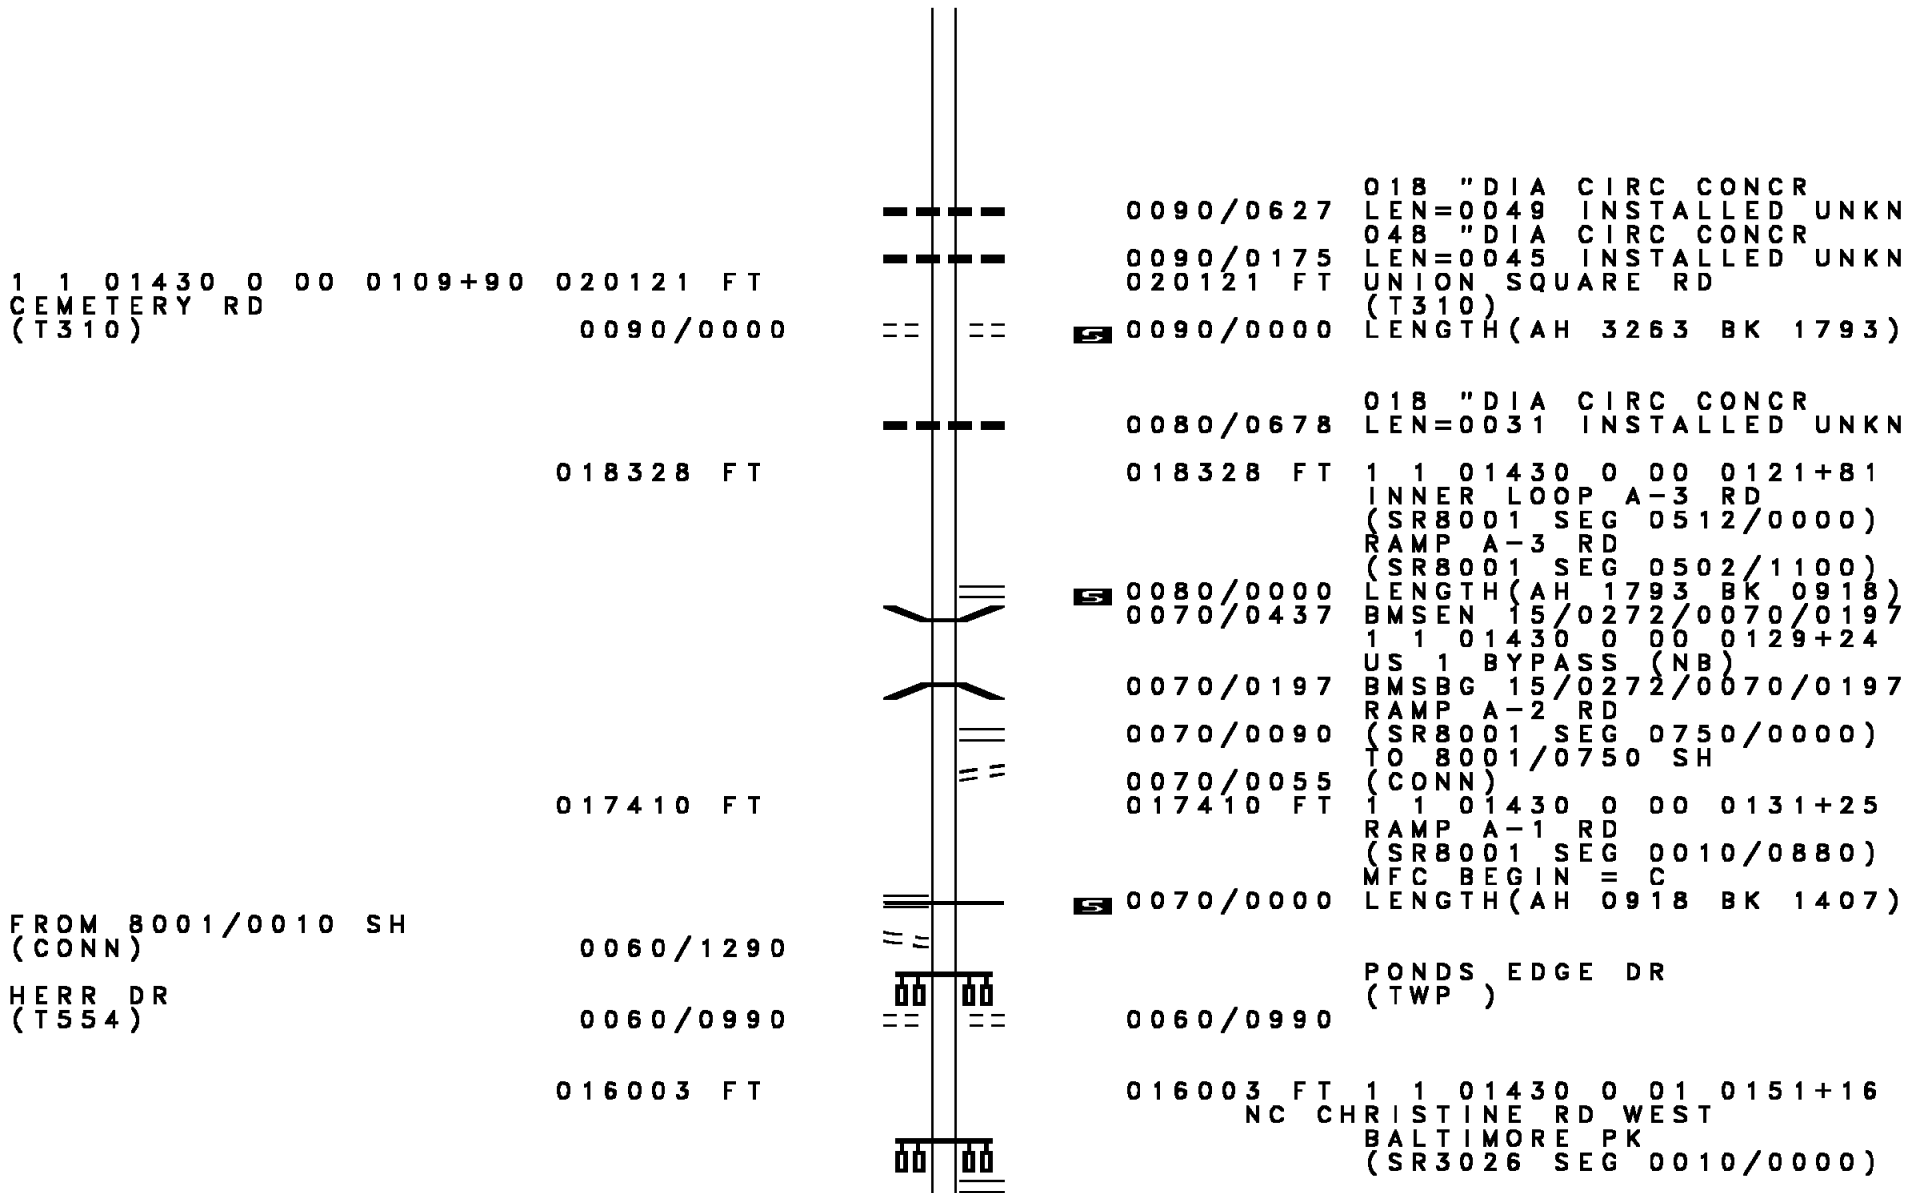 018 "DIA CIRC CONCR
0090/0627 LEN=0049 INSTALLED UNKN
048 "DIA CIRC CONCR
0090/0175 LEN=0045 INSTALLED UNKN
1 1 01430 0 00 0109+90 020121 FT 020121 FT UNION SQUARE RD
CEMETERY RD (T310)
(T310) 0090/0000 S 0090/0000 LENGTH(AH 3263 BK 1793)
018 "DIA CIRC CONCR
0080/0678 LEN=0031 INSTALLED UNKN
018328 FT 018328 FT 1 1 01430 0 00 0121+81
INNER LOOP A-3 RD
(SR8001 SEG 0512/0000)
RAMP A-3 RD
(SR8001 SEG 0502/1100)
S 0080/0000 LENGTH(AH 1793 BK 0918)
0070/0437 BMSEN 15/0272/0070/0197
1 1 01430 0 00 0129+24
US 1 BYPASS (NB)
0070/0197 BMSBG 15/0272/0070/0197
RAMP A-2 RD
0070/0090 (SR8001 SEG 0750/0000)
TO 8001/0750 SH
0070/0055 (CONN)
017410 FT 017410 FT 1 1 01430 0 00 0131+25
RAMP A-1 RD
(SR8001 SEG 0010/0880)
MFC BEGIN = C
S 0070/0000 LENGTH(AH 0918 BK 1407)
FROM 8001/0010 SH
(CONN) 0060/1290
PONDS EDGE DR
HERR DR (TWP )
(T554) 0060/0990 0060/0990
016003 FT 016003 FT 1 1 01430 0 01 0151+16
NC CHRISTINE RD WEST
BALTIMORE PK
(SR3026 SEG 0010/0000)